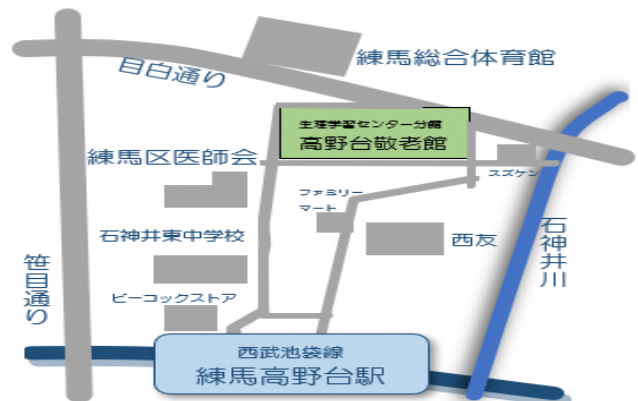 練馬総合体育館
目白通り
生涯学習センター分館
高野台敬老館
練馬区医師会
スズケン
ファミリー
マート
石神井東中学校
西友
石神井川
笹目通り
ピーコックストア
西武池袋線
練馬高野台駅